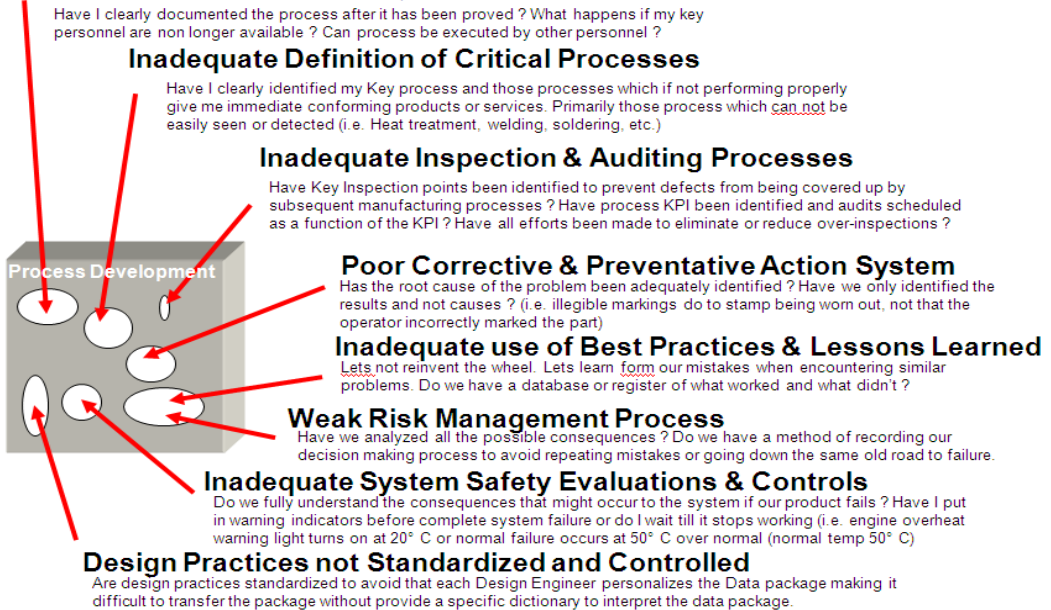 Have I clearly documented the process after it has been proved ? What happens if my key
personnel are non longer available ? Can process be executed by other personnel ?
Inadequate Definition of Critical Processes
Have I clearly identified my Key process and those processes which if not performing properly
give me immediate conforming products or services. Primarily those process which can not be
easily seen or detected (i.e. Heat treatment, welding, soldering, etc.)
Inadequate Inspection & Auditing Processes
Have Key Inspection points been identified to prevent defects from being covered up by
subsequent manufacturing processes ? Have process KPI been identified and audits scheduled
as a function of the KPI ? Have all efforts been made to eliminate or reduce over-inspections ?
Process Development
Poor Corrective & Preventative Action System
Has the root cause of the problem been adequately identified ? Have we only identified the
results and not causes ? (i.e. illegible markings do to stamp being worn out, not that the
operator incorrectly marked the part)
Inadequate use of Best Practices & Lessons Learned
Lets not reinvent the wheel. Lets learn form our mistakes when encountering similar
problems. Do we have a database or register of what worked and what didn't ?
Weak Risk Management Process
Have we analyzed all the possible consequences ? Do we have a method of recording our
decision making process to avoid repeating mistakes or going down the same old road to failure.
Inadequate System Safety Evaluations & Controls
Do we fully understand the consequences that might occur to the system if our product fails ? Have I put
in warning indicators before complete system failure or do I wait till it stops working (i.e. engine overheat
warning light turns on at 20° C or normal failure occurs at 50° C over normal (normal temp 50° C)
Design Practices not Standardized and Controlled
Are design practices standardized to avoid that each Design Engineer personalizes the Data package making it
difficult to transfer the package without provide a specific dictionary to interpret the data package.